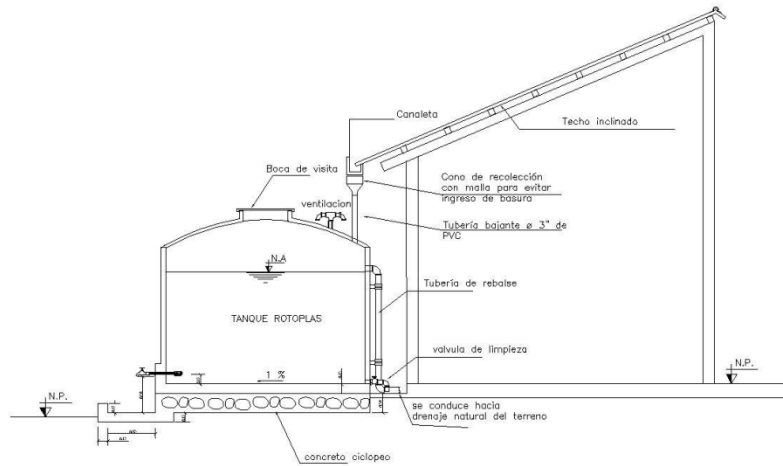 Canaleta
Techo inclinado
Boca de visita
ventilacion
Cono de recolección
con malla para evitar
ingreso de basura
Tubería bajante ø 3" de
PVC
N.A
Tubería de rebalse
TANQUE ROTOPLAS
valvula de limpieza
1 %
N.P.
N.P.
se conduce hacia
drenaje natural del terreno
concreto ciclopeo